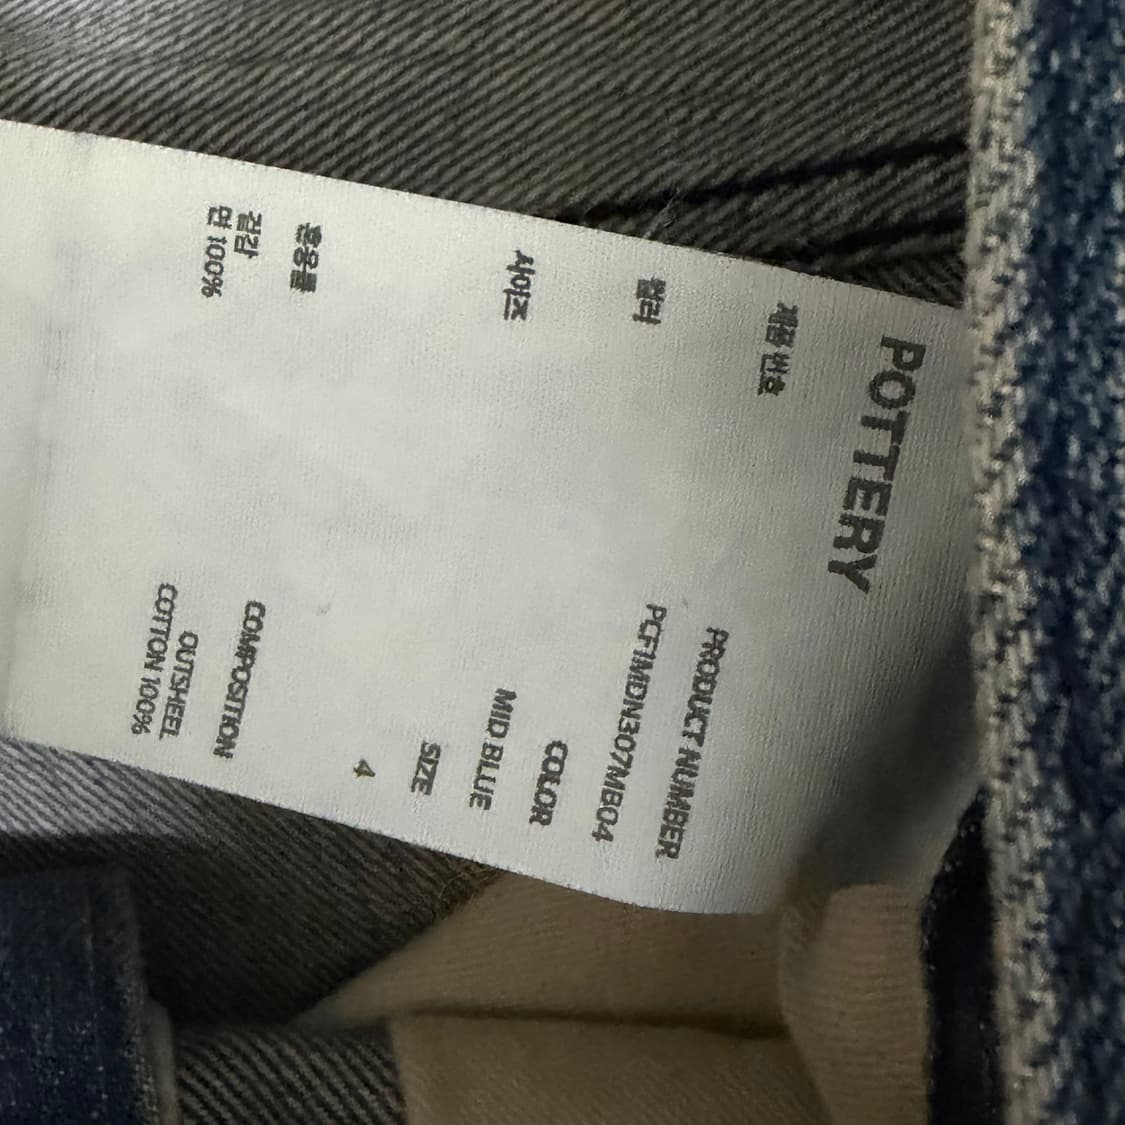 POTTERY
제품 번호
PRODUCT NUMBER
PCF1MDN307MB04
컬러
COLOR
MID BLUE
사이즈
SIZE
4
혼용률
COMPOSITION
겉감
OUTSHEEL
면 100%
COTTON 100%